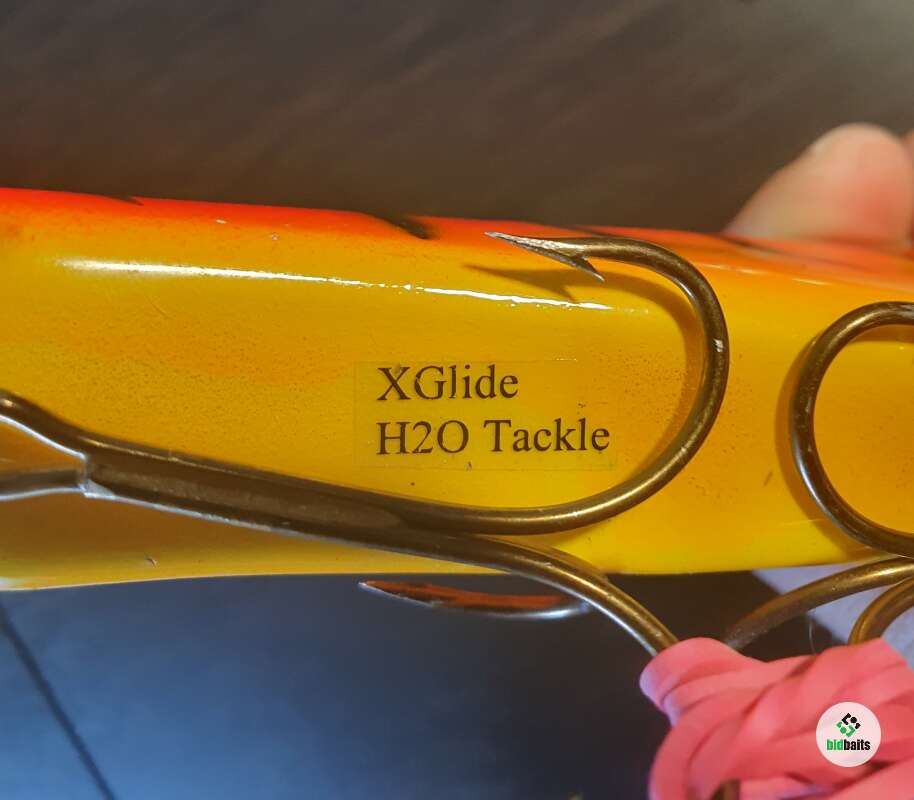 XGlide
H2O Tackle
bidbaits